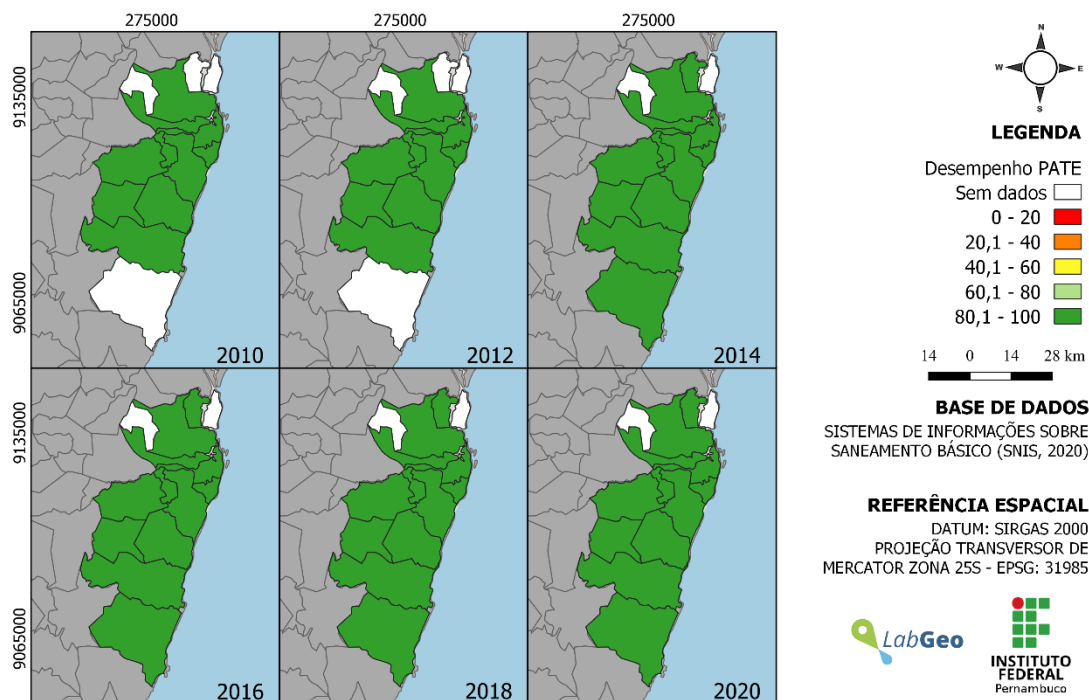 275000
275000
275000
9135000
9065000
2010
2012
2014
9135000
9065000
2016
2018
2020
N
W
E
S
LEGENDA
Desempenho PATE
Sem dados
0 - 20
20,1 - 40
40,1 - 60
60,1 - 80
80,1 - 100
14 0 14 28 km
BASE DE DADOS
SISTEMAS DE INFORMAÇÕES SOBRE
SANEAMENTO BÁSICO (SNIS, 2020)
REFERÊNCIA ESPACIAL
DATUM: SIRGAS 2000
PROJEÇÃO TRANSVERSOR DE
MERCATOR ZONA 25S - EPSG: 31985
LabGeo
INSTITUTO
FEDERAL
Pernambuco